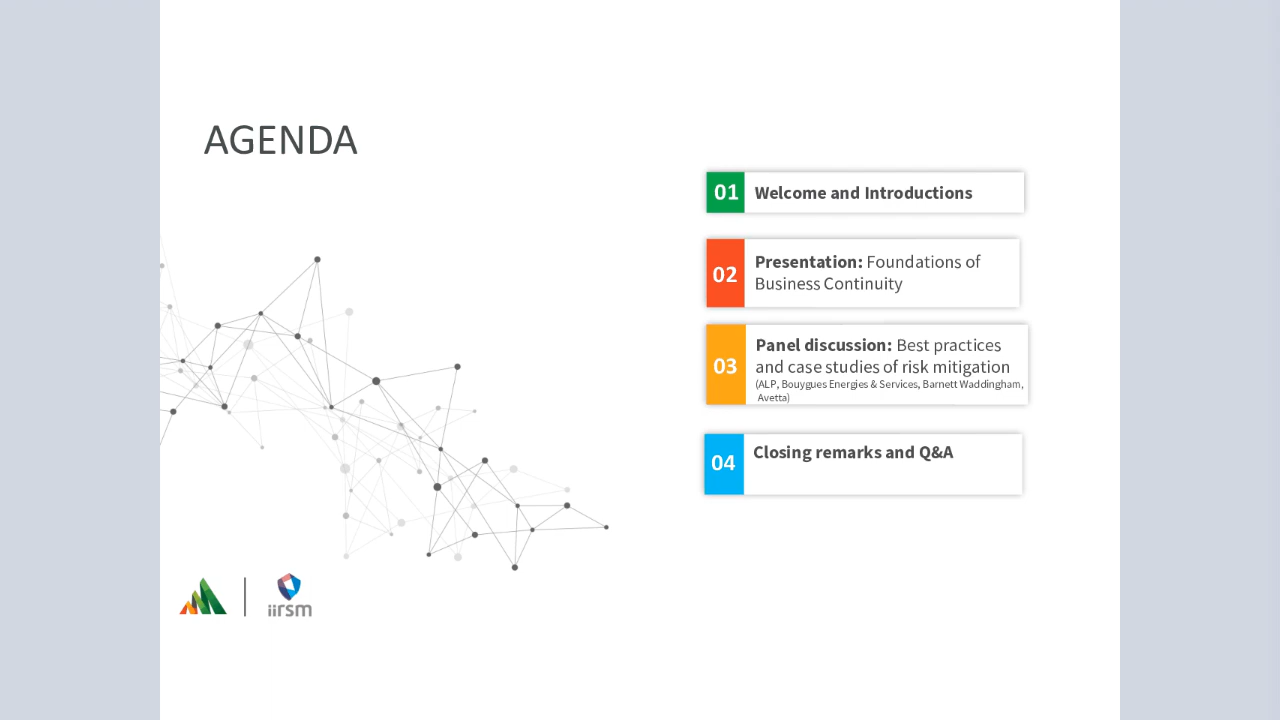 AGENDA
01
Welcome and Introductions
02
Presentation: Foundations of
Business Continuity
03
Panel discussion: Best practices
and case studies of risk mitigation
(ALP, Bouygues Energies & Services, Barnett Waddingham,
Avetta)
04
Closing remarks and Q&A
iirsm